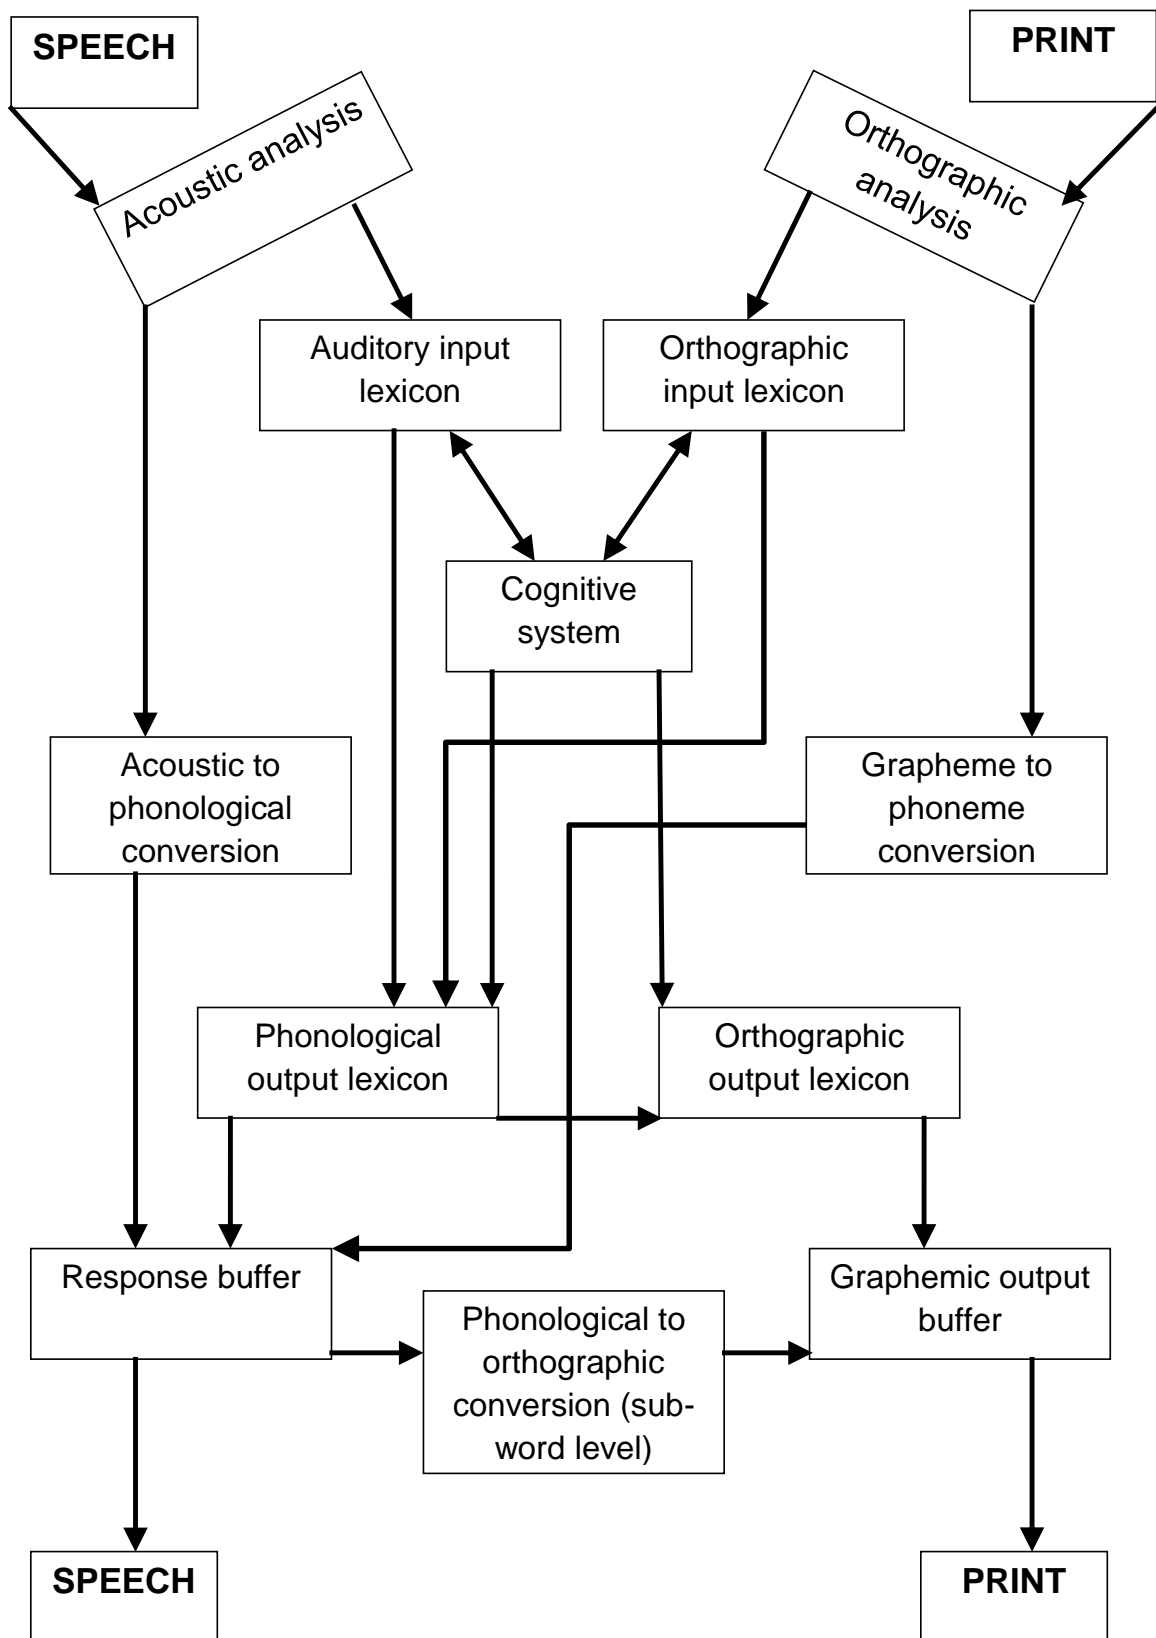 SPEECH
PRINT
Acoustic analysis
Orthographic
analysis
Auditory input
lexicon
Orthographic
input lexicon
Cognitive
system
Acoustic to
phonological
conversion
Grapheme to
phoneme
conversion
Phonological
output lexicon
Orthographic
output lexicon
Response buffer
Graphemic output
buffer
Phonological to
orthographic
conversion (sub-
word level)
SPEECH
PRINT